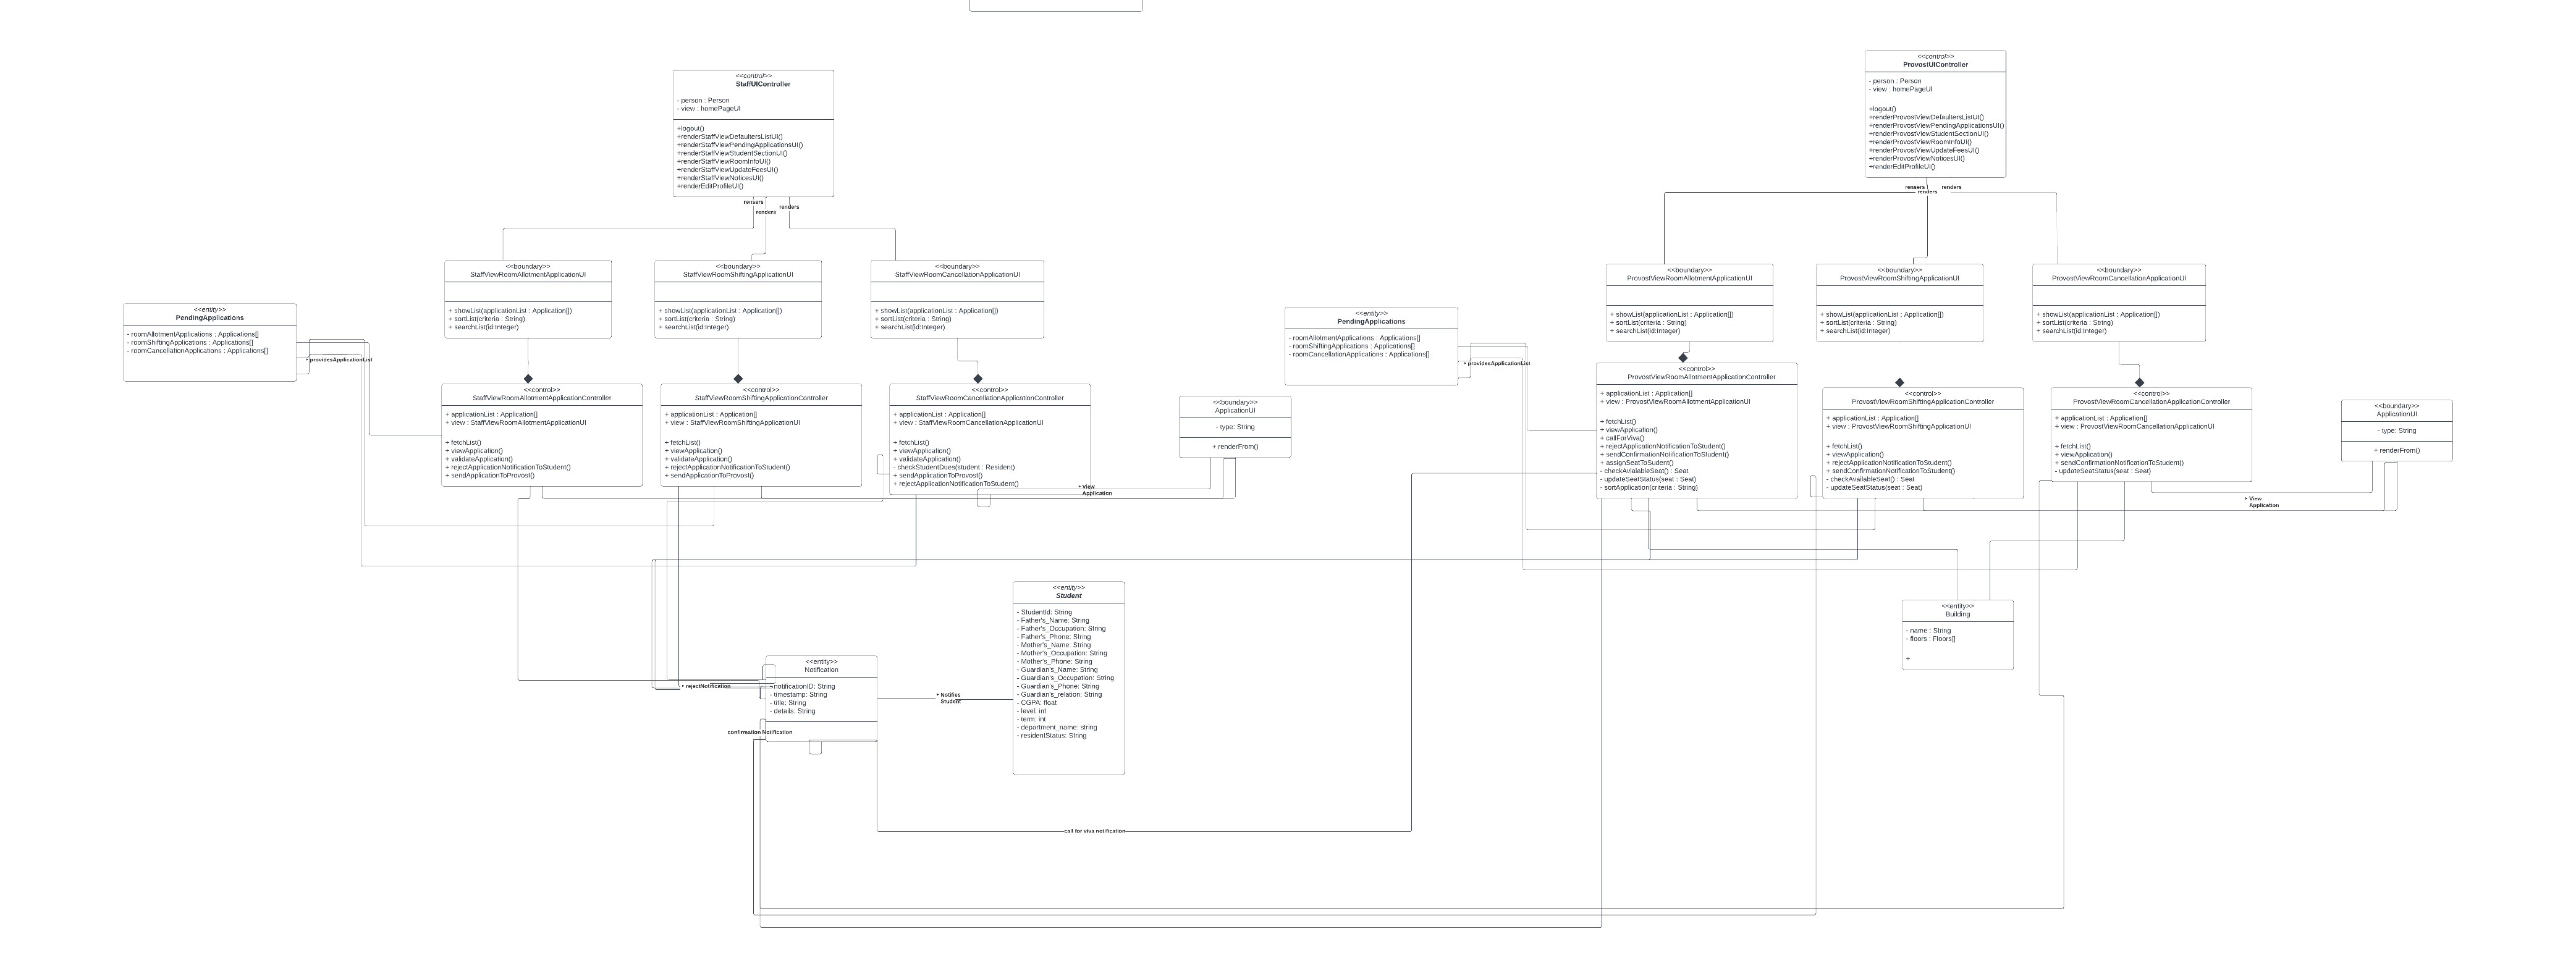 <<control>>
StaffUIController
- person : Person
- view : homePageUI
+logout()
+renderStaffViewDefaultersListUI()
+renderStaffViewPendingApplicationsUI()
+renderStaffViewStudentSectionUI()
+renderStaffViewRoomInfoUI()
+renderStaffViewUpdateFeesUI()
+renderStaffViewNoticesUI()
+renderEditProfileUI()
rensers
renders
renders
<<control>>
ProvostUIController
- person : Person
- view : homePageUI
+logout()
+renderProvostViewDefaultersListUI()
+renderProvostViewPendingApplicationsUI()
+renderProvostViewStudentSectionUI()
+renderProvostViewRoomInfoUI()
+renderProvostViewUpdateFeesUI()
+renderProvostViewNoticesUI()
+renderEditProfileUI()
rensers
renders
renders
<<boundary>>
StaffViewRoomAllotmentApplicationUI
+ showList(applicationList : Application[])
+ sortList(criteria : String)
+ searchList(id:Integer)
<<boundary>>
StaffViewRoomShiftingApplicationUI
+ showList(applicationList : Application[])
+ sortList(criteria : String)
+ searchList(id:Integer)
<<boundary>>
StaffViewRoomCancellationApplicationUI
+ showList(applicationList : Application[])
+ sortList(criteria : String)
+ searchList(id:Integer)
<<boundary>>
ProvostViewRoomAllotmentApplicationUI
+ showList(applicationList : Application[])
+ sortList(criteria : String)
+ searchList(id:Integer)
<<boundary>>
ProvostViewRoomShiftingApplicationUI
+ showList(applicationList : Application[])
+ sortList(criteria : String)
+ searchList(id:Integer)
<<boundary>>
ProvostViewRoomCancellationApplicationUI
+ showList(applicationList : Application[])
+ sortList(criteria : String)
+ searchList(id:Integer)
<<entity>>
PendingApplications
- roomAllotmentApplications : Applications[]
- roomShiftingApplications : Applications[]
- roomCancellationApplications : Applications[]
providesApplicationList
<<entity>>
PendingApplications
- roomAllotmentApplications : Applications[]
- roomShiftingApplications : Applications[]
- roomCancellationApplications : Applications[]
providesApplicationList
<<control>>
StaffViewRoomAllotmentApplicationController
+ applicationList : Application[]
+ view : StaffViewRoomAllotmentApplicationUI
+ fetchList()
+ viewApplication()
+ validateApplication()
+ rejectApplicationNotificationToStudent()
+ sendApplicationToProvost()
<<control>>
StaffViewRoomShiftingApplicationController
+ applicationList : Application[]
+ view : StaffViewRoomShiftingApplicationUI
+ fetchList()
+ viewApplication()
+ validateApplication()
+ rejectApplicationNotificationToStudent()
+ sendApplicationToProvost()
<<control>>
StaffViewRoomCancellationApplicationController
+ applicationList : Application[]
+ view : StaffViewRoomCancellationApplicationUI
+ fetchList()
+ viewApplication()
+ validateApplication()
- checkStudentDues(student : Resident)
+ sendApplicationToProvost()
+ rejectApplicationNotificationToStudent()
<<boundary>>
ApplicationUI
- type: String
+ renderFrom()
View
Application
<<control>>
ProvostViewRoomAllotmentApplicationController
+ applicationList : Application[]
+ view : ProvostViewRoomAllotmentApplicationUI
+ fetchList()
+ viewApplication()
+ callForViva()
+ rejectApplicationNotificationToStudent()
+ sendConfirmationNotificationToStudent()
+ assignSeatToSudent()
- checkAvialableSeat() : Seat
- updateSeatStatus(seat : Seat)
- sortApplication(criteria : String)
<<control>>
ProvostViewRoomShiftingApplicationController
+ applicationList : Application[]
+ view : ProvostViewRoomShiftingApplicationUI
+ fetchList()
+ viewApplication()
+ rejectApplicationNotificationToStudent()
+ sendConfirmationNotificationToStudent()
- checkAvailableSeat() : Seat
- updateSeatStatus(seat : Seat)
<<control>>
ProvostViewRoomCancellationApplicationController
+ applicationList : Application[]
+ view : ProvostViewRoomCancellationApplicationUI
+ fetchList()
+ viewApplication()
+ sendConfirmationNotificationToStudent()
- updateSeatStatus(seat : Seat)
<<boundary>>
ApplicationUI
- type: String
+ renderFrom()
View
Application
<<entity>>
Student
- StudentId: String
- Father's_Name: String
- Father's_Occupation: String
- Father's_Phone: String
- Mother's_Name: String
- Mother's_Occupation: String
- Mother's_Phone: String
- Guardian's_Name: String
- Guardian's_Occupation: String
- Guardian's_Phone: String
- Guardian's_relation: String
- CGPA: float
- level: int
- term: int
- department_name: string
- residentStatus: String
<<entity>>
Building
- name : String
- floors : Floors[]
+
<<entity>>
Notification
- notificationID: String
- timestamp: String
- title: String
- details: String
rejectNotification
Notifies
Student
confirmation Notification
call for viva notification